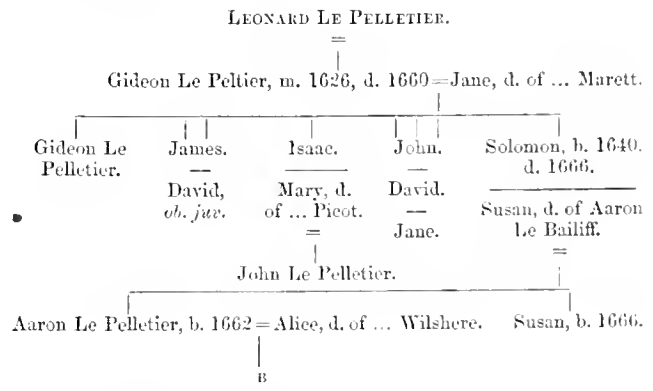 LEONARD LE PELLETIER.
=
Gideon Le Peltier, m. 1626, d. 1660=Jane, d. of ... Marett.
Gideon Le Pelletier.
James.
—
David,
ob. juv.
Isaac.
Mary, d.
of ... Picot.
=
John.
—
David.
—
Jane.
Solomon, b. 1640.
d. 1666.
Susan, d. of Aaron
Le Bailiff.
=
John Le Pelletier.
Aaron Le Pelletier, b. 1662=Alice, d. of ... Wilshere. Susan, b. 1666.
B